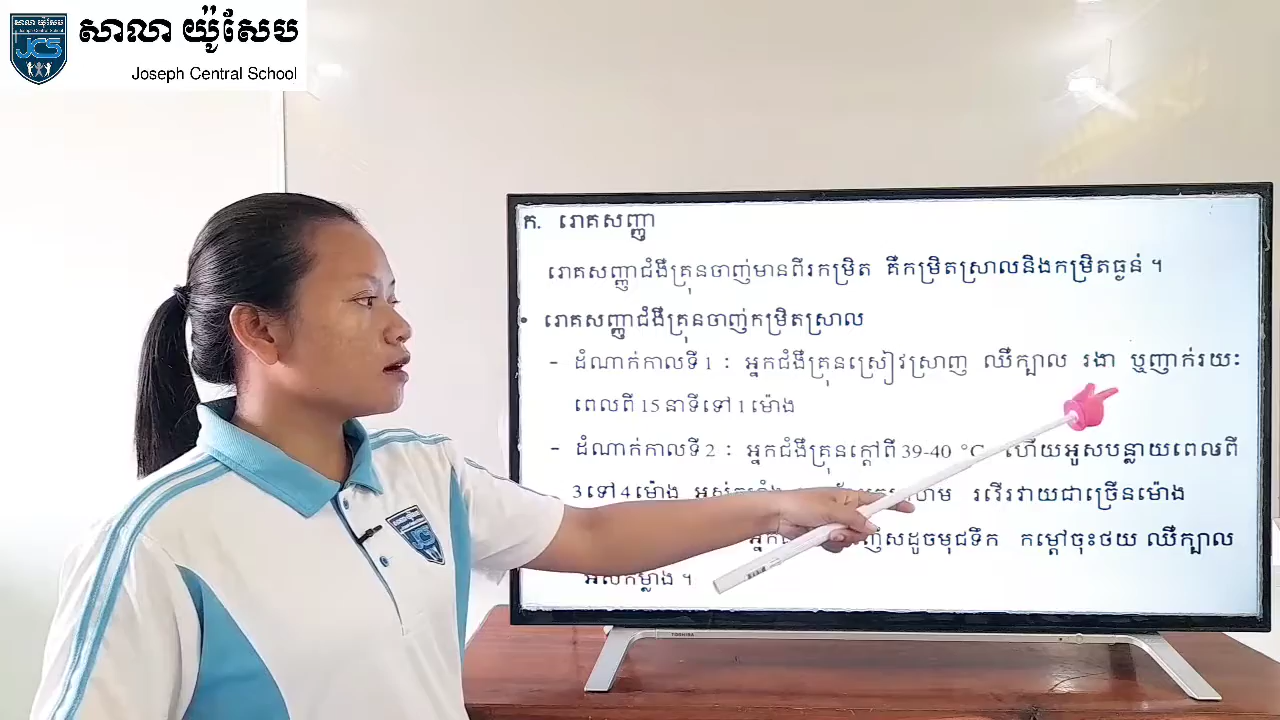 សាលា យ៉ូសែប
Joseph Central School
JCS
ក. រោគសញ្ញា
រោគសញ្ញាជំងឺគ្រុនចាញ់មានពីរកម្រិត គឺកម្រិតស្រាលនិងកម្រិតធ្ងន់ ។
• រោគសញ្ញាជំងឺគ្រុនចាញ់កម្រិតស្រាល
- ដំណាក់កាលទី 1 ៖ អ្នកជំងឺគ្រុនស្រៀវស្រាញ ឈឺក្បាល រងា ឬញាក់រយៈ
ពេលពី 15 នាទីទៅ 1 ម៉ោង
- ដំណាក់កាលទី 2 ៖ អ្នកជំងឺគ្រុនក្តៅពី 39-40 °C ហើយអូសបន្លាយពេលពី
3 ទៅ 4 ម៉ោង រវើរវាយជាច្រើនម៉ោង
ដូចមុជទឹក កម្តៅចុះថយ ឈឺក្បាល
អស់កម្លាំង ។
TOSHIBA